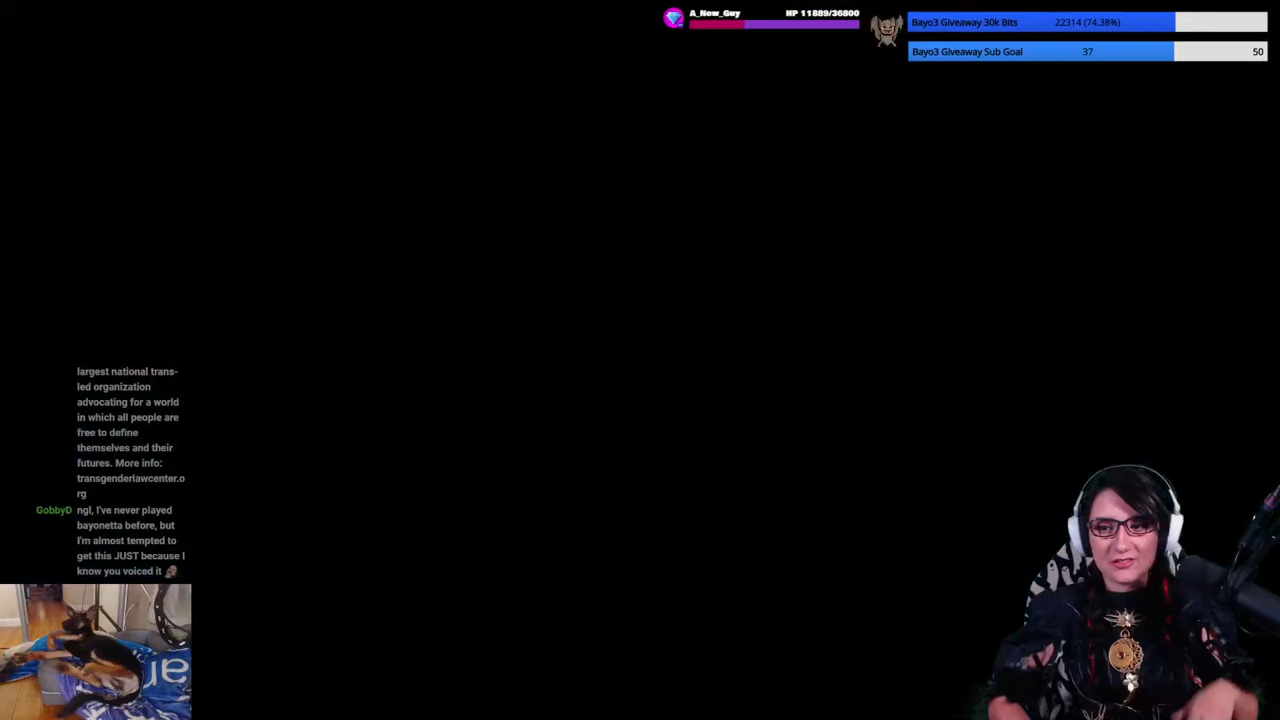 A_New_Guy HP 11889/36800
Bayo3 Giveaway 30k Bits 22314 (74.38%)
Bayo3 Giveaway Sub Goal 37 50
largest national trans-
led organization
advocating for a world
in which all people are
free to define
themselves and their
futures. More info:
transgenderlawcenter.o
rg
GobbyD ngl, I've never played
bayonetta before, but
I'm almost tempted to
get this JUST because I
know you voiced it